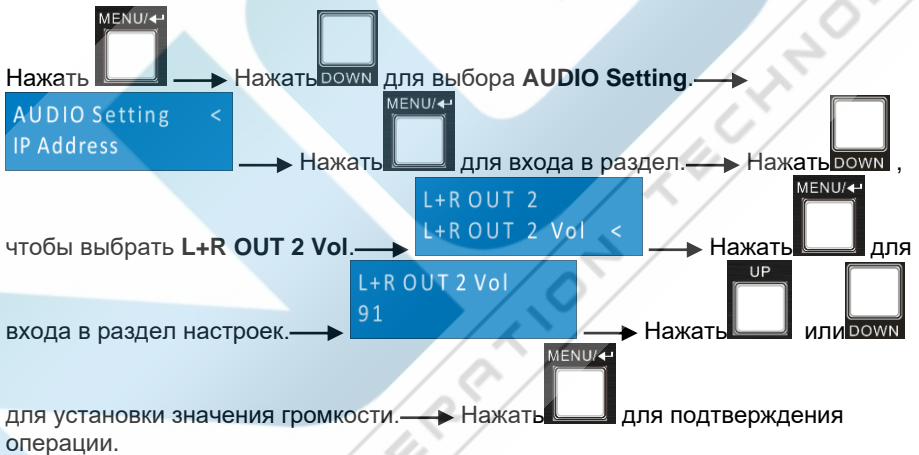 MENU/↵
Нажать → Нажать DOWN для выбора AUDIO Setting. →
AUDIO Setting <
IP Address
MENU/↵
→ Нажать для входа в раздел. → Нажать DOWN ,
L+R OUT 2
L+R OUT 2 Vol <
MENU/↵
чтобы выбрать L+R OUT 2 Vol. → → Нажать для
L+R OUT 2 Vol
91
UP
входа в раздел настроек. → → Нажать или DOWN
MENU/↵
для установки значения громкости. → Нажать для подтверждения
операции.
ERATION TECHNO